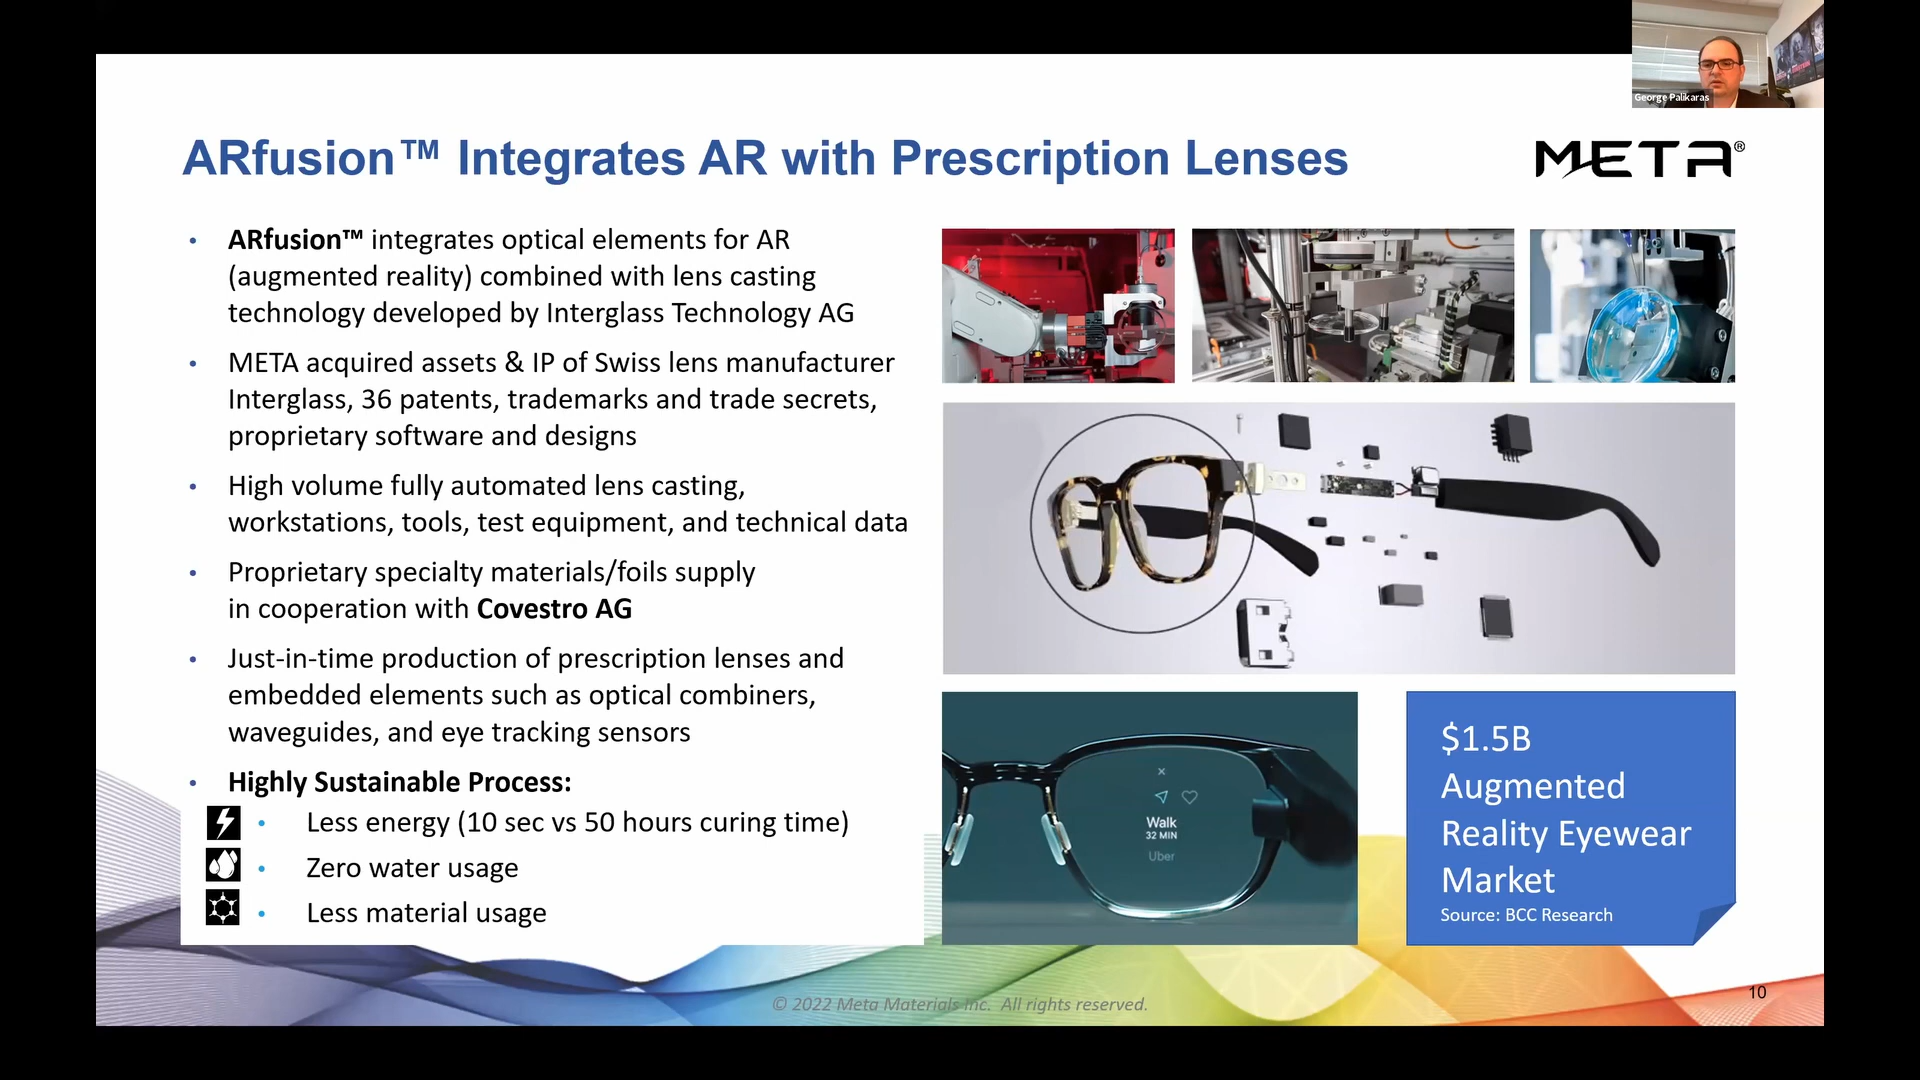 George Palikaras
ARfusion™ Integrates AR with Prescription Lenses
META®
• ARfusion™ integrates optical elements for AR
(augmented reality) combined with lens casting
technology developed by Interglass Technology AG
• META acquired assets & IP of Swiss lens manufacturer
Interglass, 36 patents, trademarks and trade secrets,
proprietary software and designs
• High volume fully automated lens casting,
workstations, tools, test equipment, and technical data
• Proprietary specialty materials/foils supply
in cooperation with Covestro AG
• Just-in-time production of prescription lenses and
embedded elements such as optical combiners,
waveguides, and eye tracking sensors
• Highly Sustainable Process:
• Less energy (10 sec vs 50 hours curing time)
• Zero water usage
• Less material usage
Walk
32 MIN
Uber
$1.5B
Augmented
Reality Eyewear
Market
Source: BCC Research
© 2022 Meta Materials Inc. All rights reserved.
10